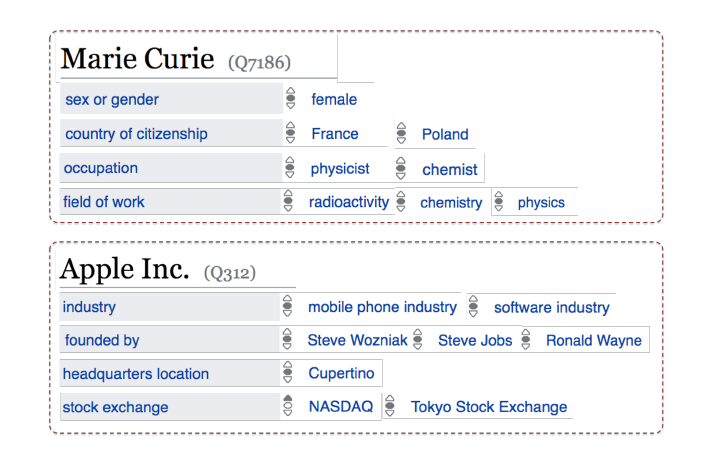 Marie Curie (Q7186)
sex or gender female
country of citizenship France Poland
occupation physicist chemist
field of work radioactivity chemistry physics
Apple Inc. (Q312)
industry mobile phone industry software industry
founded by Steve Wozniak Steve Jobs Ronald Wayne
headquarters location Cupertino
stock exchange NASDAQ Tokyo Stock Exchange